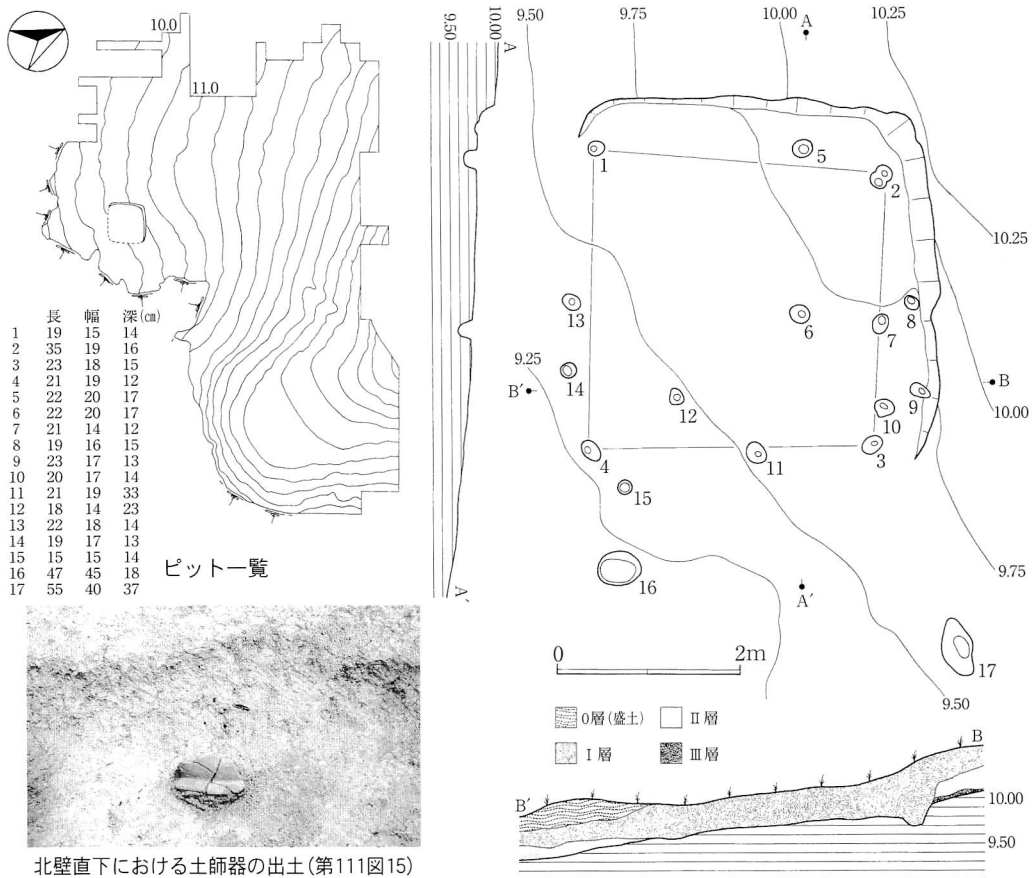 10.0
11.0
長 幅 深(㎝)
1 19 15 14
2 35 19 16
3 23 18 15
4 21 19 12
5 22 20 17
6 22 20 17
7 21 14 12
8 19 16 15
9 23 17 13
10 20 17 14
11 21 19 33
12 18 14 23
13 22 18 14
14 19 17 13
15 15 15 14
16 47 45 18
17 55 40 37
ピット一覧
9.50
10.00
A
A′
9.50
9.75
10.00
A
10.25
1
5
2
10.25
13
6
7
8
9.25
B′
14
12
10
9
B
10.00
4
11
3
15
16
A′
9.75
17
9.50
0 2m
0層(盛土) Ⅱ層
Ⅰ層 Ⅲ層
B
B′
10.00
9.50
北壁直下における土師器の出土(第111図15)